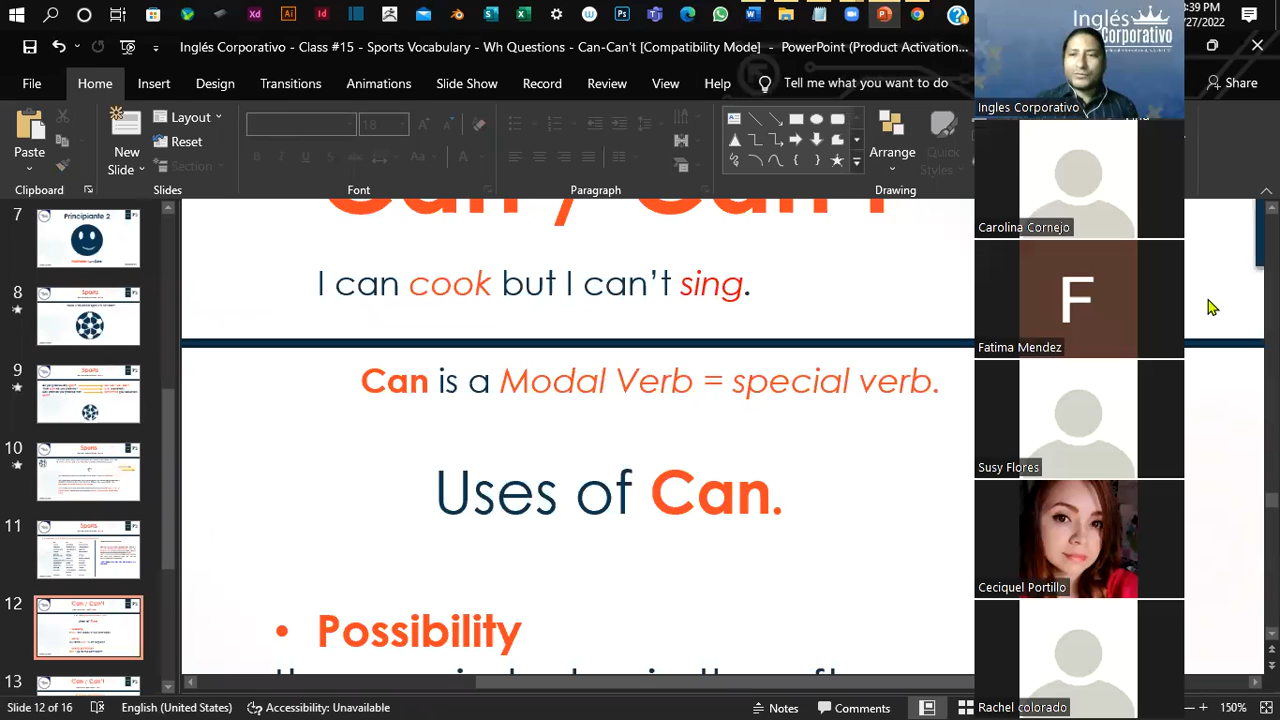 :39 PM
/27/2022
Inglés Corporativo - Class #15 - Sports Vocabulary - Wh Questions - Can-Can't [Compatibility Mode] - PowerPoint (Product Activation...
File Home Insert Design Transitions Animations Slide Show Record Review View Help Tell me what you want to do Share
Paste
Clipboard
New
Slide
Layout
Reset
Section
Slides
18
Font
Paragraph
Arrange
Quick
Styles
Drawing
Inglés
Corporativo
Ingles Corporativo
Carolina Cornejo
F
Fatima Mendez
Susy Flores
Ceciquel Portillo
Rachel colorado
7
Principiante 2
8
Sports
9
Sports
10
Sports
11
Sports
12
Can / Can't
13
Can / Can't
Can / Can't
I can cook but I can't sing.
Can is a Modal Verb = special verb.
Uses of Can.
• Possibility
Slide 12 of 16 English (United States) Accessibility: Unavailable Notes Comments 150%